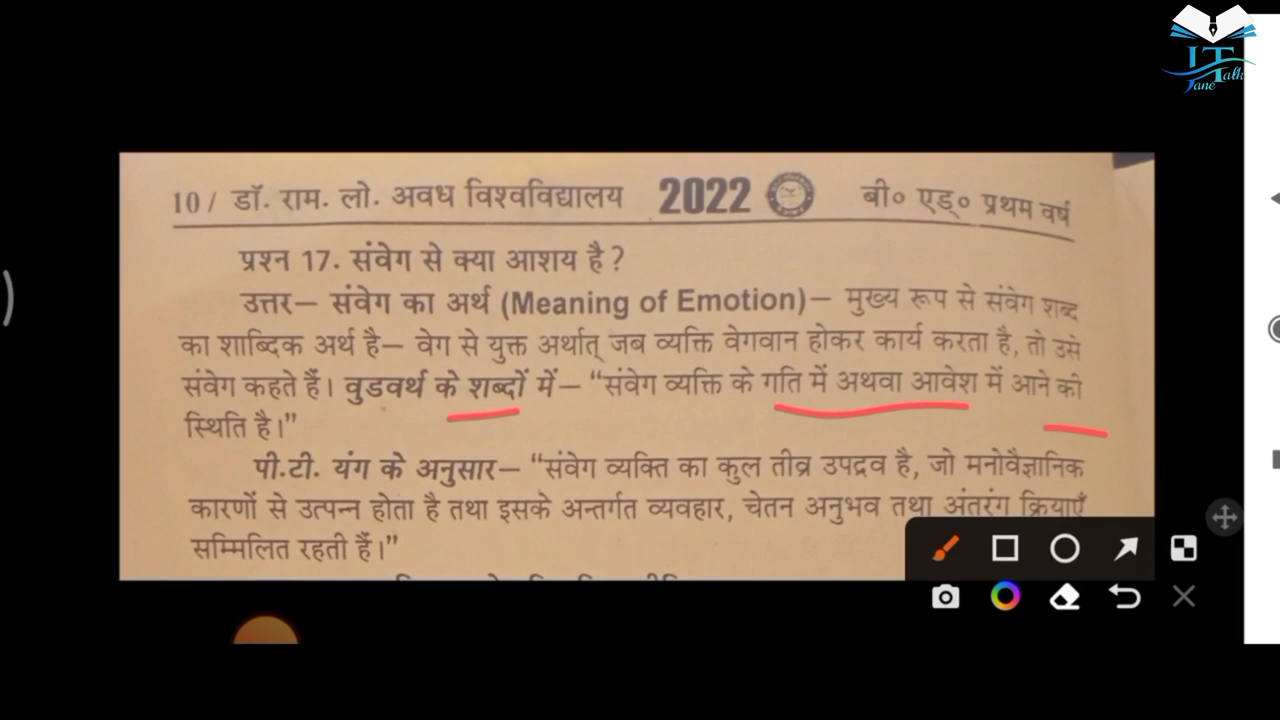 I T
Jane Talk
10 / डॉ. राम. लो. अवध विश्वविद्यालय 2022 बी० एड्० प्रथम वर्ष
प्रश्न 17. संवेग से क्या आशय है ?
उत्तर– संवेग का अर्थ (Meaning of Emotion)– मुख्य रूप से संवेग शब्द
का शाब्दिक अर्थ है– वेग से युक्त अर्थात् जब व्यक्ति वेगवान होकर कार्य करता है, तो उसे
संवेग कहते हैं। वुडवर्थ के शब्दों में– “संवेग व्यक्ति के गति में अथवा आवेश में आने की
स्थिति है।”
पी.टी. यंग के अनुसार– “संवेग व्यक्ति का कुल तीव्र उपद्रव है, जो मनोवैज्ञानिक
कारणों से उत्पन्न होता है तथा इसके अन्तर्गत व्यवहार, चेतन अनुभव तथा अंतरंग क्रियाएँ
सम्मिलित रहती हैं।”